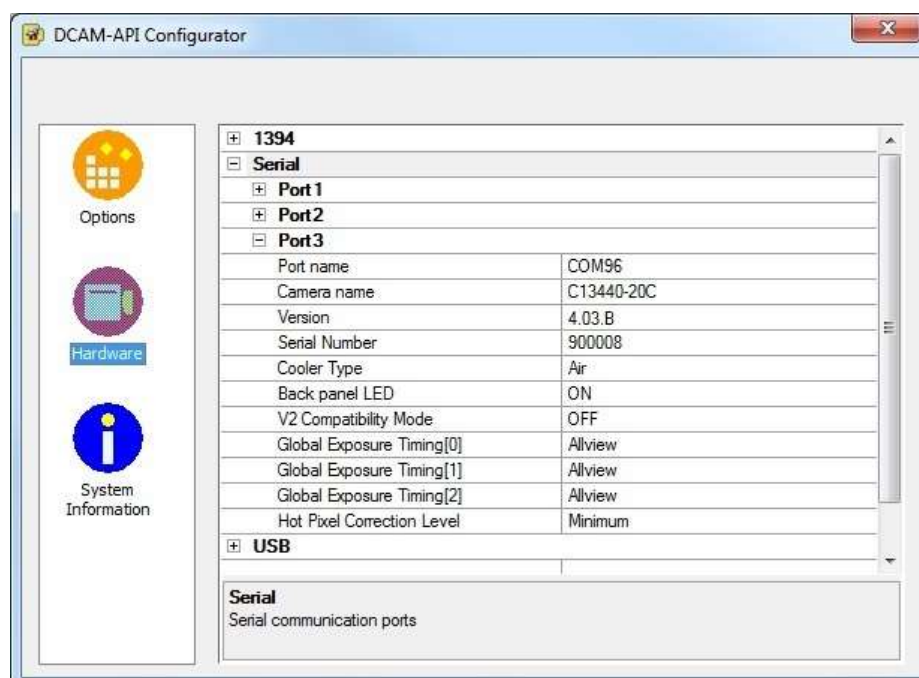 DCAM-API Configurator
Options
Hardware
System
Information
1394
Serial
Port1
Port2
Port3
Port name COM96
Camera name C13440-20C
Version 4.03.B
Serial Number 900008
Cooler Type Air
Back panel LED ON
V2 Compatibility Mode OFF
Global Exposure Timing[0] Allview
Global Exposure Timing[1] Allview
Global Exposure Timing[2] Allview
Hot Pixel Correction Level Minimum
USB
Serial
Serial communication ports